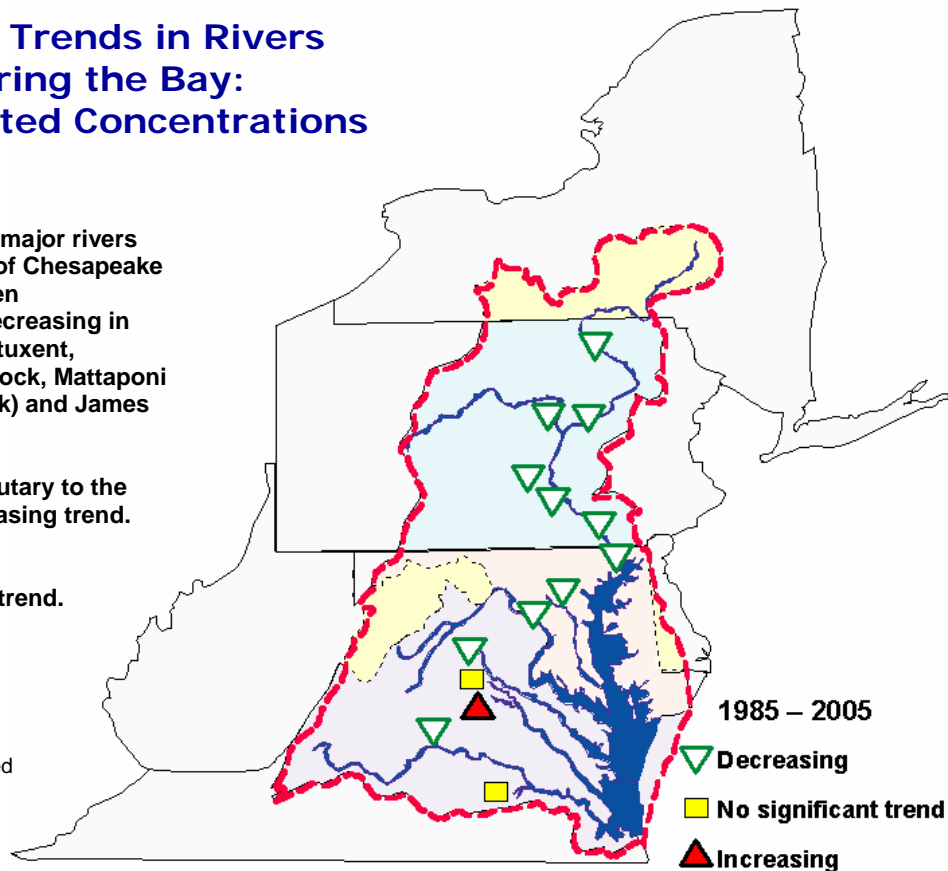 Trends in Rivers
ring the Bay:
ted Concentrations
major rivers
of Chesapeake
en
ecreasing in
tuxent,
ock, Mattaponi
k) and James
utary to the
asing trend.
trend.
ed
1985 – 2005
Decreasing
No significant trend
Increasing